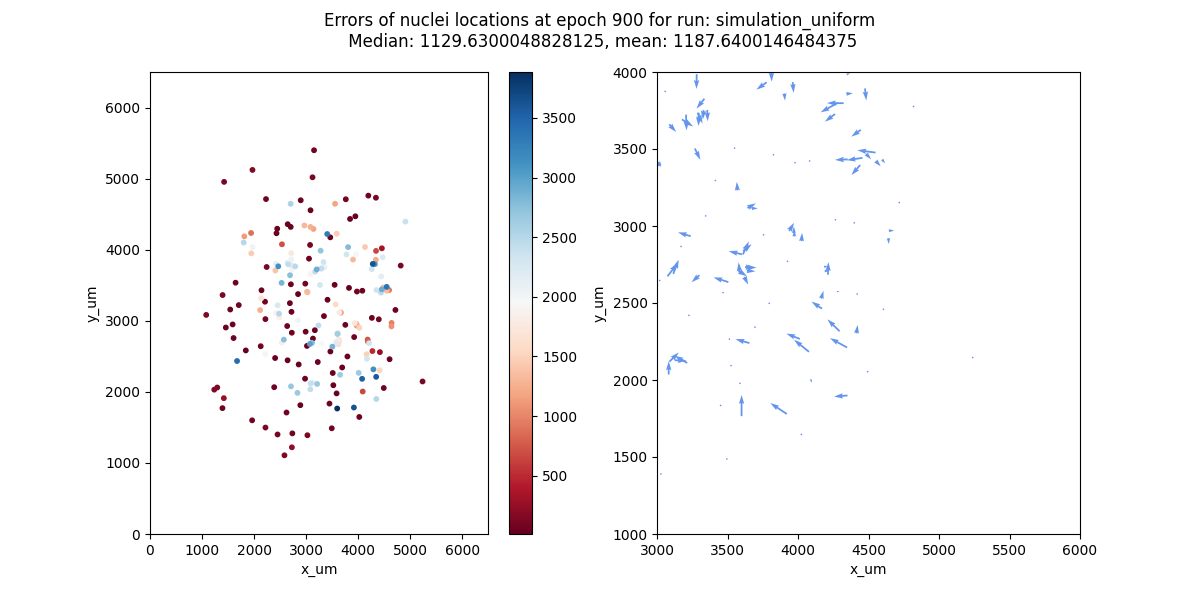 Errors of nuclei locations at epoch 900 for run: simulation_uniform
Median: 1129.6300048828125, mean: 1187.6400146484375
6000
5000
4000
3000
2000
1000
0
y_um
0 1000 2000 3000 4000 5000 6000
x_um
3500
3000
2500
2000
1500
1000
500
4000
3500
3000
2500
2000
1500
1000
y_um
3000 3500 4000 4500 5000 5500 6000
x_um